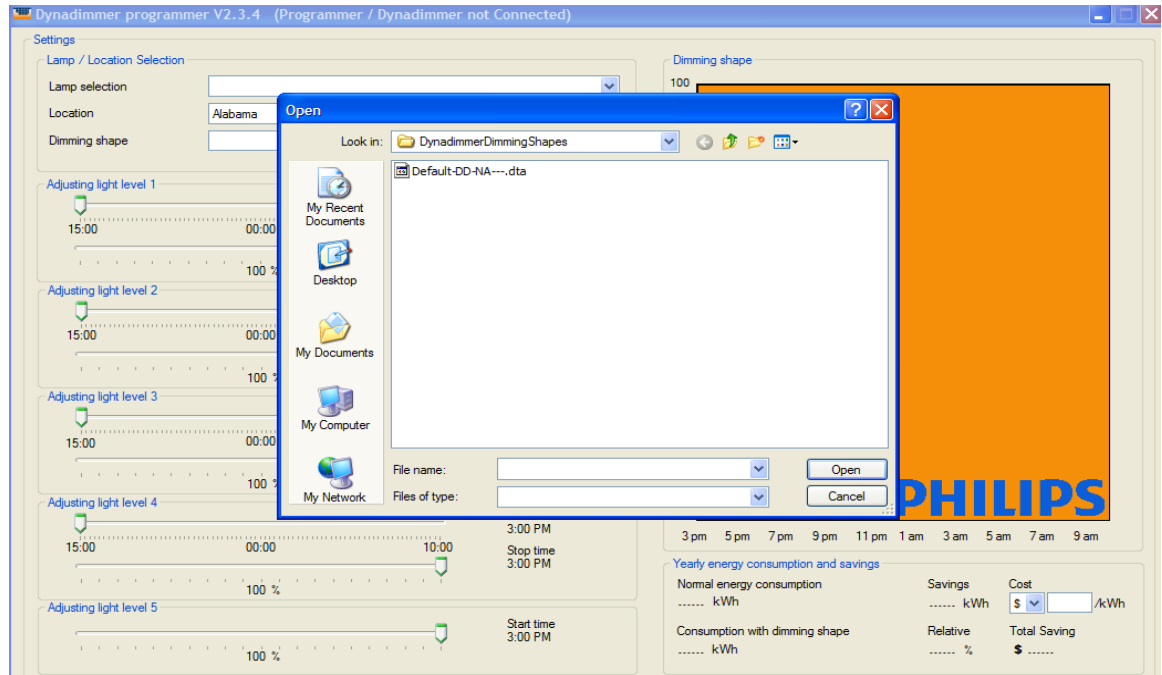 Dynadimmer programmer V2.3.4 (Programmer / Dynadimmer not Connected)
Settings
Lamp / Location Selection
Lamp selection
Location
Alabama
Dimming shape
Adjusting light level 1
15:00
00:00
100 %
Adjusting light level 2
15:00
00:00
100 %
Adjusting light level 3
15:00
00:00
100 %
Adjusting light level 4
3:00 PM
15:00
00:00
10:00
Stop time
3:00 PM
100 %
Adjusting light level 5
Start time
3:00 PM
100 %
Open
Look in:
DynadimmerDimmingShapes
Default-DD-NA---.dta
My Recent
Documents
Desktop
My Documents
My Computer
My Network
File name:
Open
Files of type:
Cancel
Dimming shape
100
PHILIPS
3 pm 5 pm 7 pm 9 pm 11 pm 1 am 3 am 5 am 7 am 9 am
Yearly energy consumption and savings
Normal energy consumption
Savings
Cost
...... kWh
...... kWh
$
/kWh
Consumption with dimming shape
Relative
Total Saving
...... kWh
...... %
$ ......